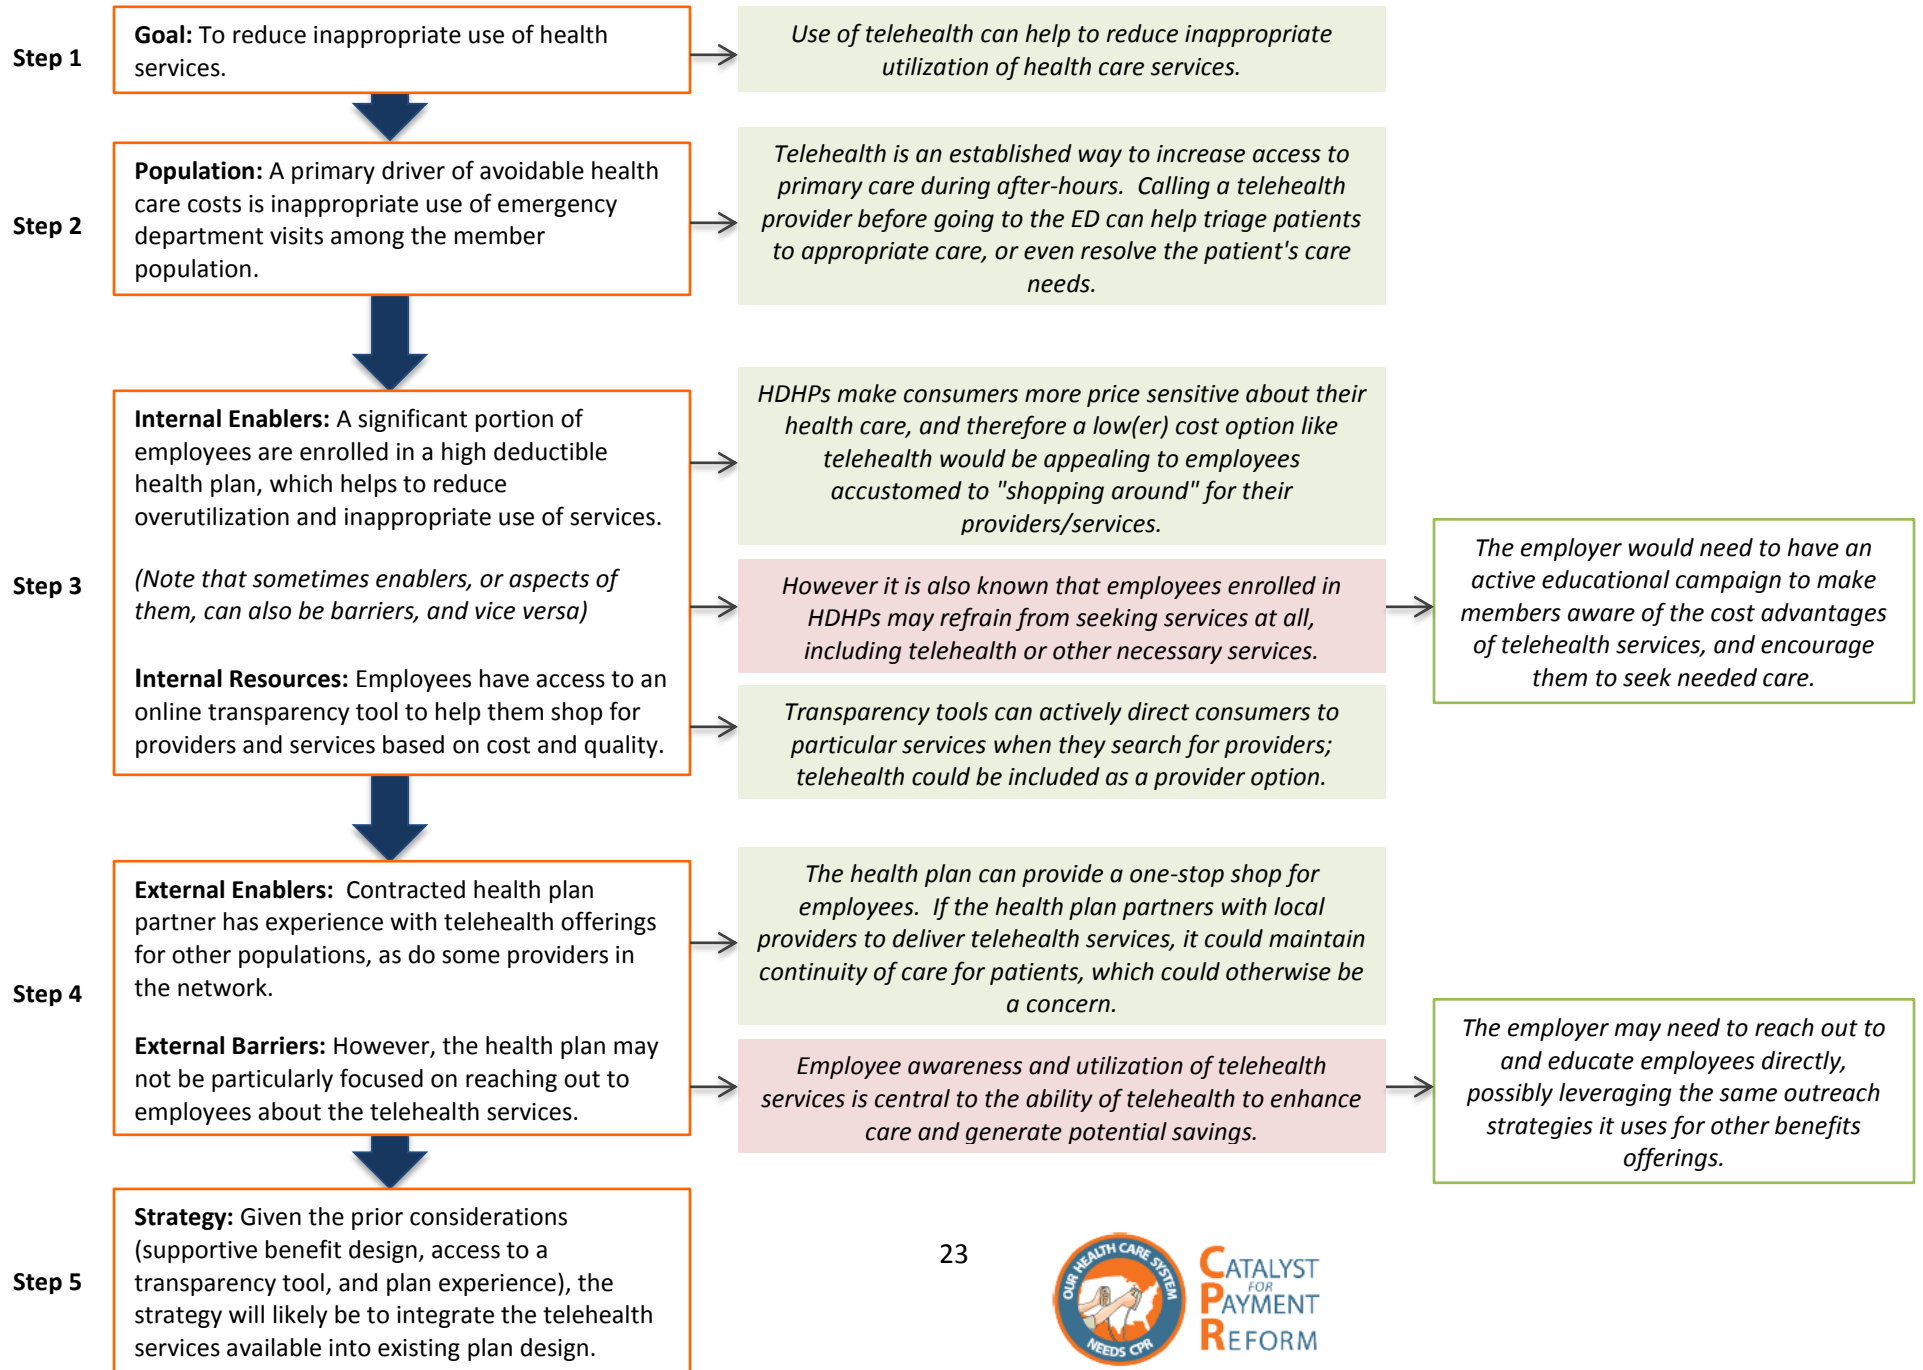 Step 1
Goal: To reduce inappropriate use of health
services.
Use of telehealth can help to reduce inappropriate
utilization of health care services.
Step 2
Population: A primary driver of avoidable health
care costs is inappropriate use of emergency
department visits among the member
population.
Telehealth is an established way to increase access to
primary care during after-hours.  Calling a telehealth
provider before going to the ED can help triage patients
to appropriate care, or even resolve the patient's care
needs.
Step 3
Internal Enablers: A significant portion of
employees are enrolled in a high deductible
health plan, which helps to reduce
overutilization and inappropriate use of services.
(Note that sometimes enablers, or aspects of
them, can also be barriers, and vice versa)
Internal Resources: Employees have access to an
online transparency tool to help them shop for
providers and services based on cost and quality.
HDHPs make consumers more price sensitive about their
health care, and therefore a low(er) cost option like
telehealth would be appealing to employees
accustomed to "shopping around" for their
providers/services.
However it is also known that employees enrolled in
HDHPs may refrain from seeking services at all,
including telehealth or other necessary services.
The employer would need to have an
active educational campaign to make
members aware of the cost advantages
of telehealth services, and encourage
them to seek needed care.
Transparency tools can actively direct consumers to
particular services when they search for providers;
telehealth could be included as a provider option.
Step 4
External Enablers:  Contracted health plan
partner has experience with telehealth offerings
for other populations, as do some providers in
the network.
External Barriers: However, the health plan may
not be particularly focused on reaching out to
employees about the telehealth services.
The health plan can provide a one-stop shop for
employees.  If the health plan partners with local
providers to deliver telehealth services, it could maintain
continuity of care for patients, which could otherwise be
a concern.
Employee awareness and utilization of telehealth
services is central to the ability of telehealth to enhance
care and generate potential savings.
The employer may need to reach out to
and educate employees directly,
possibly leveraging the same outreach
strategies it uses for other benefits
offerings.
Step 5
Strategy: Given the prior considerations
(supportive benefit design, access to a
transparency tool, and plan experience), the
strategy will likely be to integrate the telehealth
services available into existing plan design.
23
OUR HEALTH CARE SYSTEM
NEEDS CPR
CATALYST
FOR
PAYMENT
REFORM